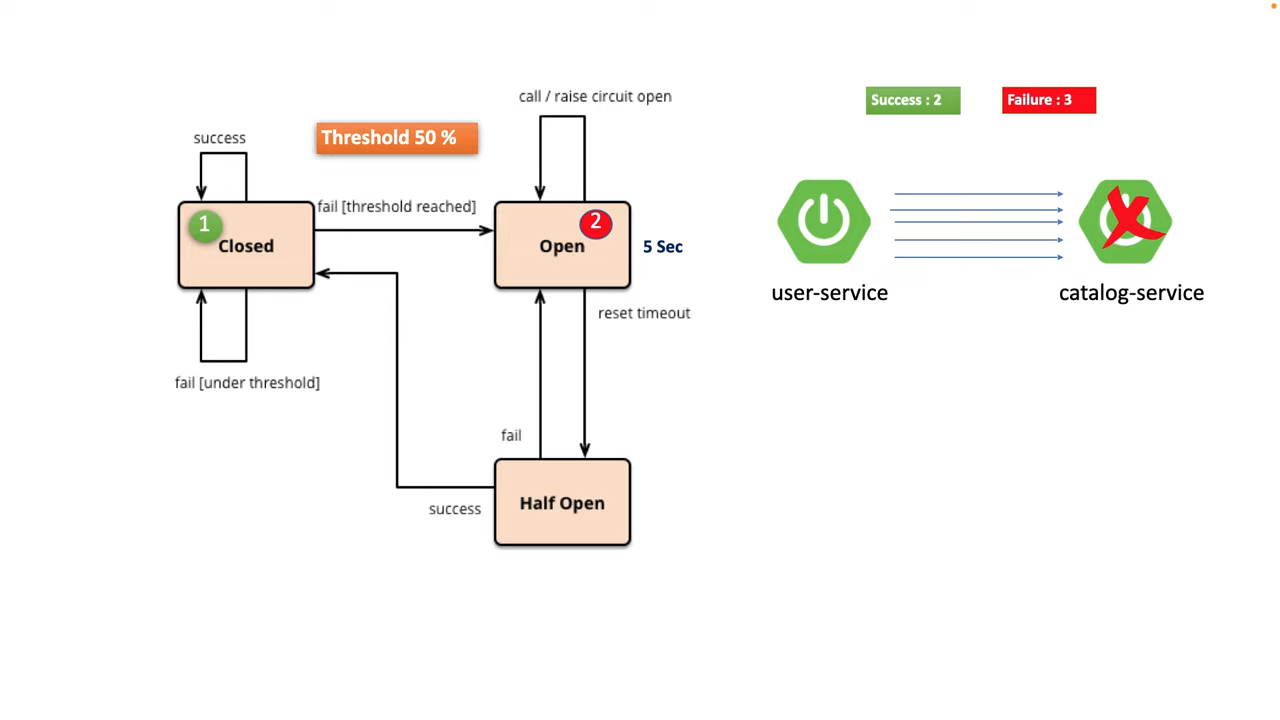 call / raise circuit open
Success : 2
Failure : 3
success
Threshold 50 %
fail [threshold reached]
1
Closed
2
Open
5 Sec
user-service
catalog-service
reset timeout
fail [under threshold]
fail
Half Open
success